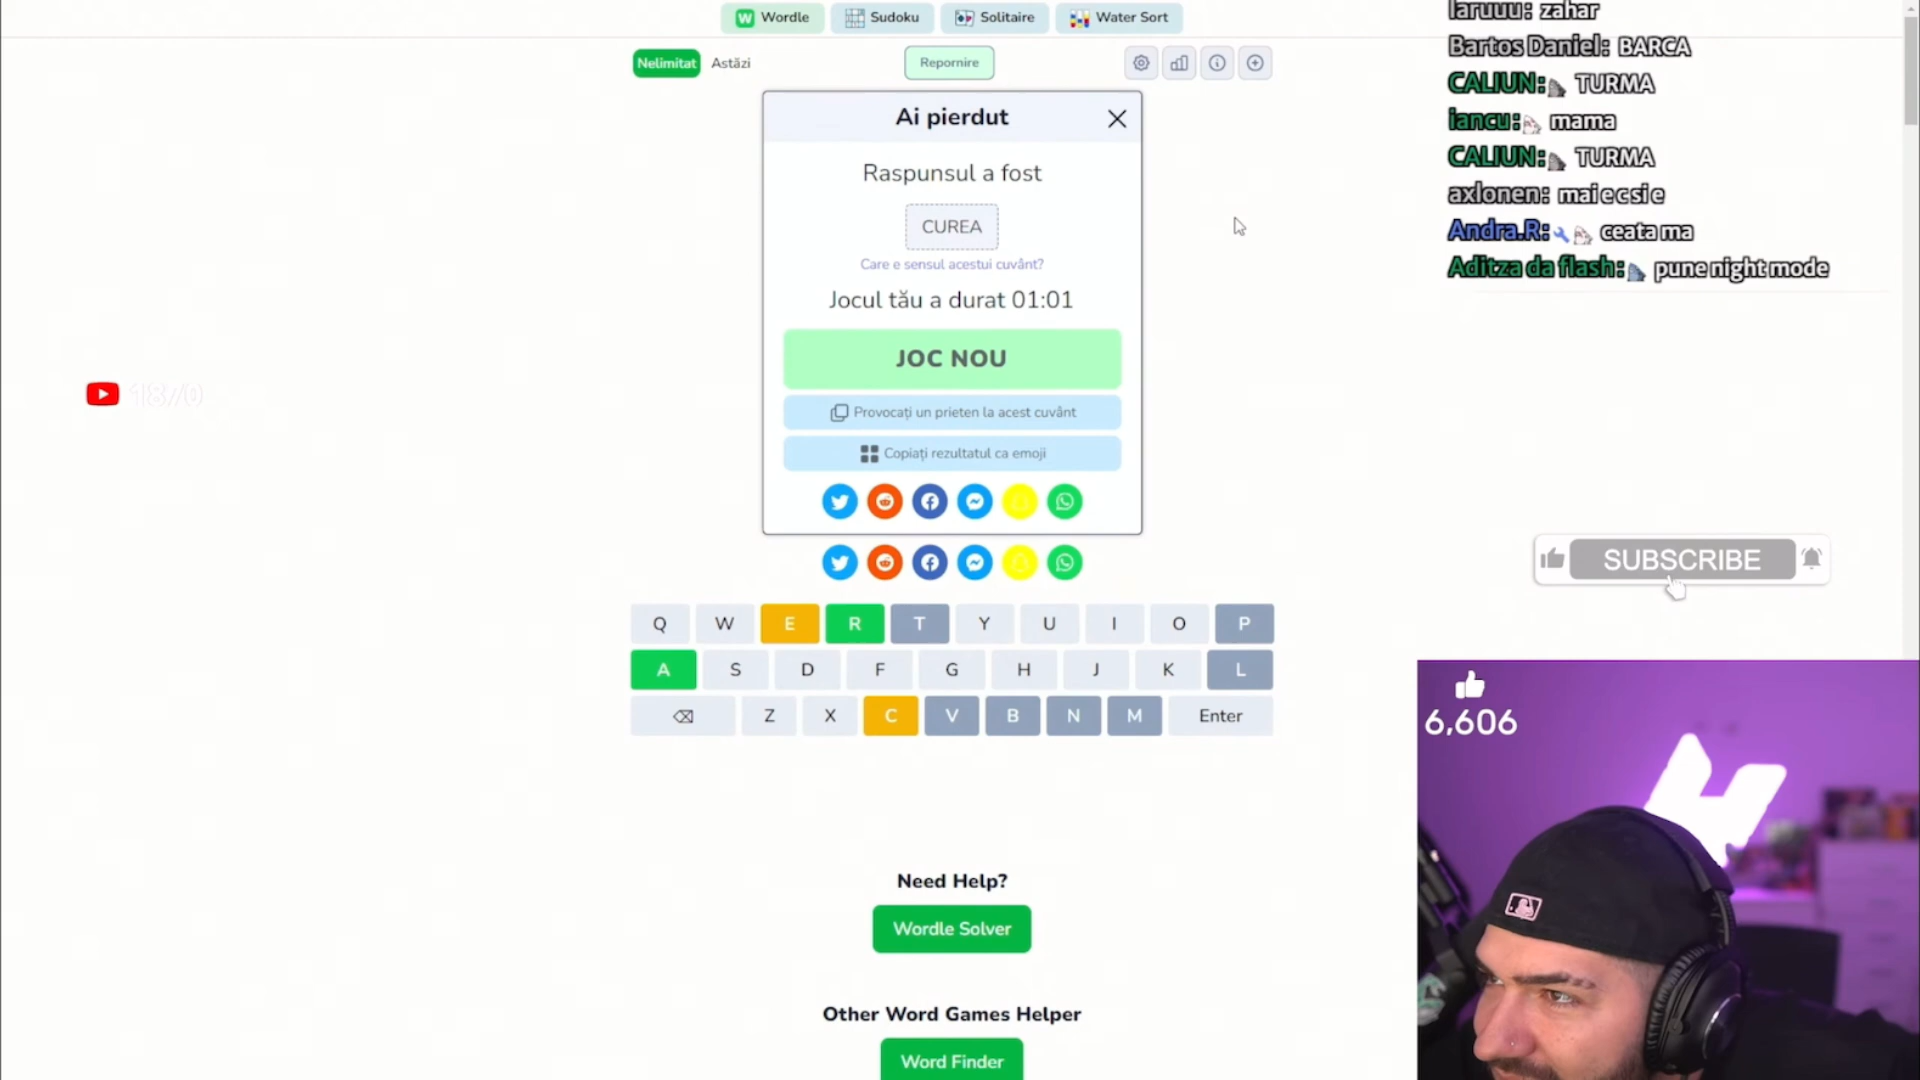 Wordle Sudoku Solitaire Water Sort
Nelimitat Astăzi Repornire
Ai pierdut
Raspunsul a fost
CUREA
Care e sensul acestui cuvânt?
Jocul tău a durat 01:01
JOC NOU
Provocați un prieten la acest cuvânt
Copiați rezultatul ca emoji
Q W E R T Y U I O P
A S D F G H J K L
Z X C V B N M Enter
Need Help?
Wordle Solver
Other Word Games Helper
Word Finder
laruuu: zahar
Bartos Daniel: BARCA
CALIUN: TURMA
iancu: mama
CALIUN: TURMA
axlonen: mai e c si e
Andra.R: ceata ma
Aditza da flash: pune night mode
SUBSCRIBE
6,606